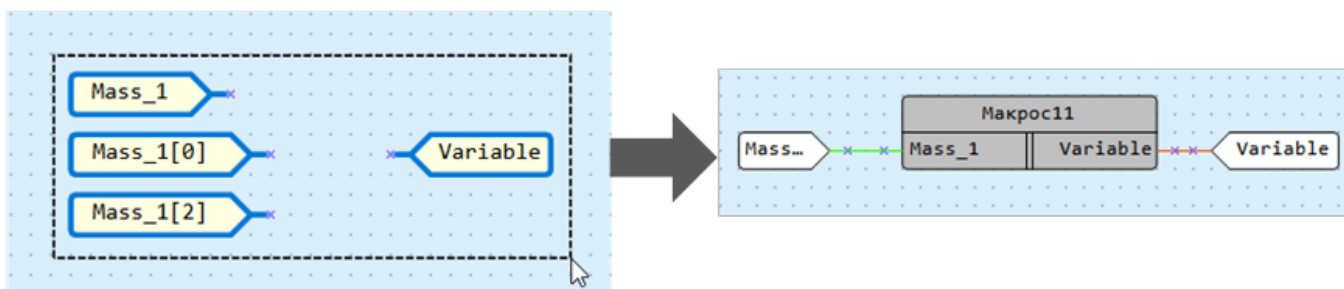 Mass_1
Mass_1[0]
Variable
Mass_1[2]
Макрос11
Mass…
Mass_1
Variable
Variable